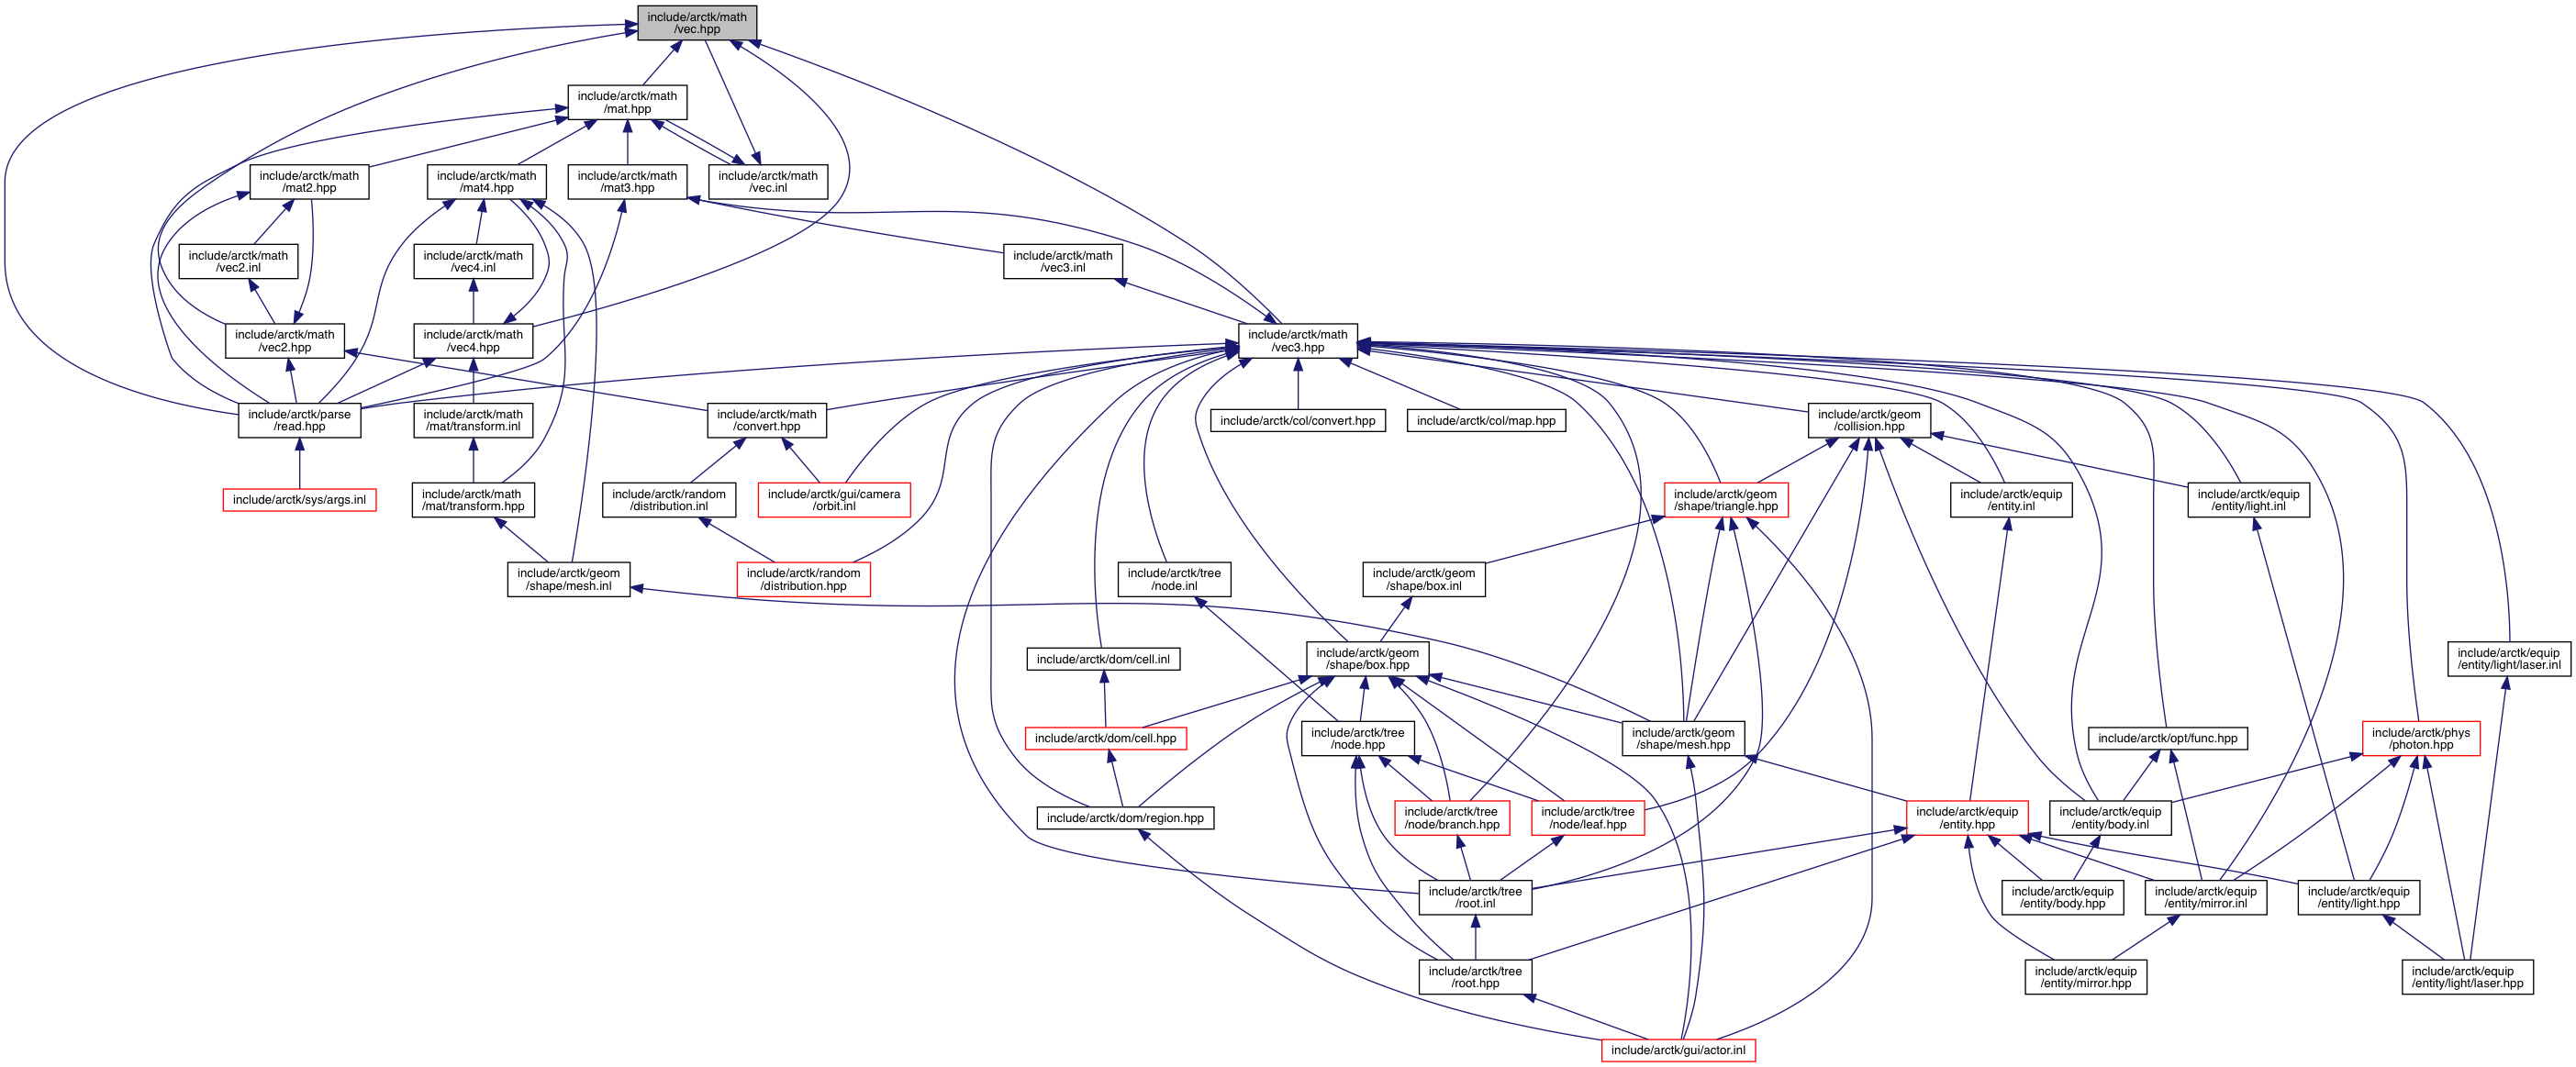 include/arctk/math
/vec.hpp
include/arctk/math
/mat.hpp
include/arctk/math
/mat2.hpp
include/arctk/math
/mat4.hpp
include/arctk/math
/mat3.hpp
include/arctk/math
/vec.inl
include/arctk/math
/vec2.inl
include/arctk/math
/vec4.inl
include/arctk/math
/vec3.inl
include/arctk/math
/vec2.hpp
include/arctk/math
/vec4.hpp
include/arctk/math
/vec3.hpp
include/arctk/parse
/read.hpp
include/arctk/math
/mat/transform.inl
include/arctk/math
/convert.hpp
include/arctk/col/convert.hpp
include/arctk/col/map.hpp
include/arctk/geom
/collision.hpp
include/arctk/sys/args.inl
include/arctk/math
/mat/transform.hpp
include/arctk/random
/distribution.inl
include/arctk/gui/camera
/orbit.inl
include/arctk/geom
/shape/triangle.hpp
include/arctk/equip
/entity.inl
include/arctk/equip
/entity/light.inl
include/arctk/geom
/shape/mesh.inl
include/arctk/random
/distribution.hpp
include/arctk/tree
/node.inl
include/arctk/geom
/shape/box.inl
include/arctk/dom/cell.inl
include/arctk/geom
/shape/box.hpp
include/arctk/equip
/entity/light/laser.inl
include/arctk/dom/cell.hpp
include/arctk/tree
/node.hpp
include/arctk/geom
/shape/mesh.hpp
include/arctk/opt/func.hpp
include/arctk/phys
/photon.hpp
include/arctk/dom/region.hpp
include/arctk/tree
/node/branch.hpp
include/arctk/tree
/node/leaf.hpp
include/arctk/equip
/entity.hpp
include/arctk/equip
/entity/body.inl
include/arctk/tree
/root.inl
include/arctk/equip
/entity/body.hpp
include/arctk/equip
/entity/mirror.inl
include/arctk/equip
/entity/light.hpp
include/arctk/tree
/root.hpp
include/arctk/equip
/entity/mirror.hpp
include/arctk/equip
/entity/light/laser.hpp
include/arctk/gui/actor.inl